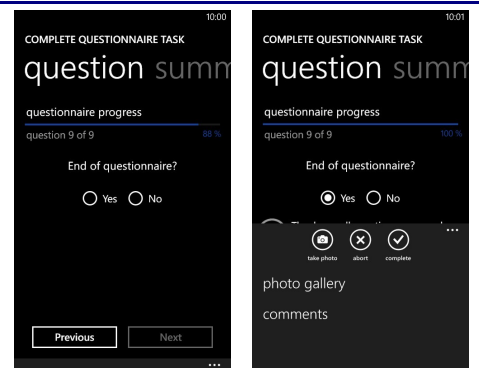 10:00
COMPLETE QUESTIONNAIRE TASK
question summ
questionnaire progress
question 9 of 9 88 %
End of questionnaire?
Yes No
Previous Next
...
10:01
COMPLETE QUESTIONNAIRE TASK
question summ
questionnaire progress
question 9 of 9 100 %
End of questionnaire?
Yes No
...
take photo abort complete
photo gallery
comments